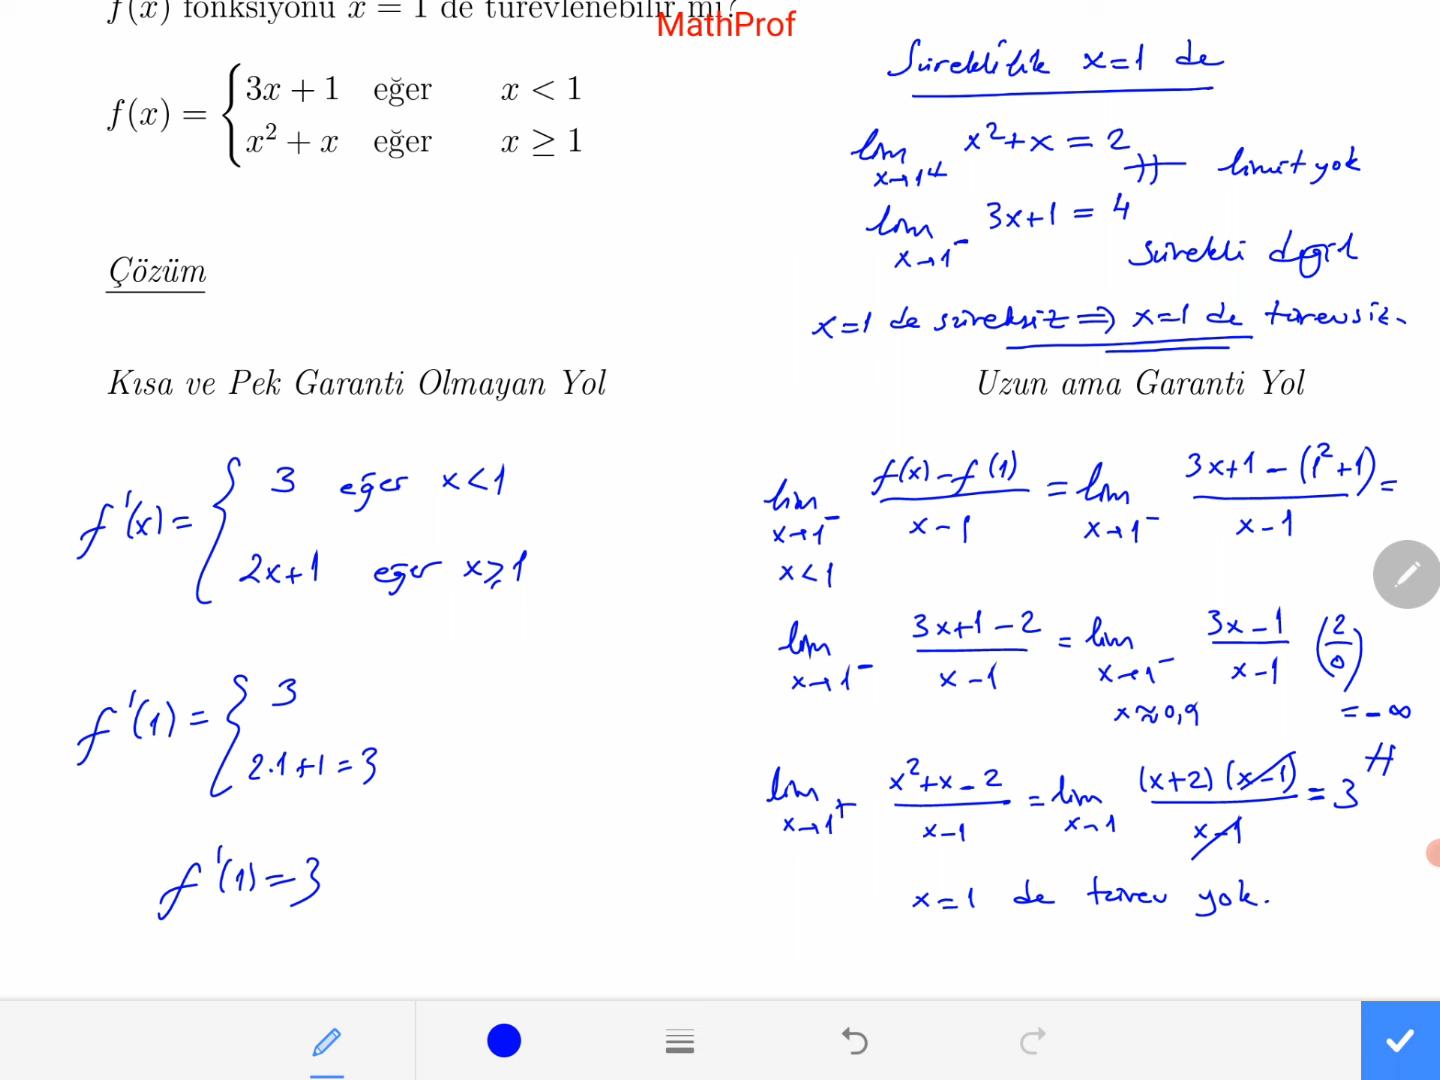 f(x) fonksiyonu x = 1 de türevlenebilir mi?
MathProf
f(x) = { 3x + 1 eğer x < 1
x² + x eğer x ≥ 1
Çözüm
Süreklilik x=1 de
lim x→1⁺ x²+x = 2
≠ limit yok
lim x→1⁻ 3x+1 = 4
Sürekli değil
x=1 de süreksiz ⇒ x=1 de türevsiz.
Kısa ve Pek Garanti Olmayan Yol
f'(x) = { 3 eğer x<1
2x+1 eğer x≥1
f'(1) = { 3
2.1+1=3
f'(1)=3
Uzun ama Garanti Yol
lim x→1⁻ x<1 (f(x)-f(1))/(x-1) = lim x→1⁻ (3x+1-(1²+1))/(x-1) =
lim x→1⁻ (3x+1-2)/(x-1) = lim x→1⁻ x≈0,9 (3x-1)/(x-1) (2/0) = -∞
≠
lim x→1⁺ (x²+x-2)/(x-1) = lim x→1 (x+2)(x-1)/(x-1) = 3
x=1 de türev yok.